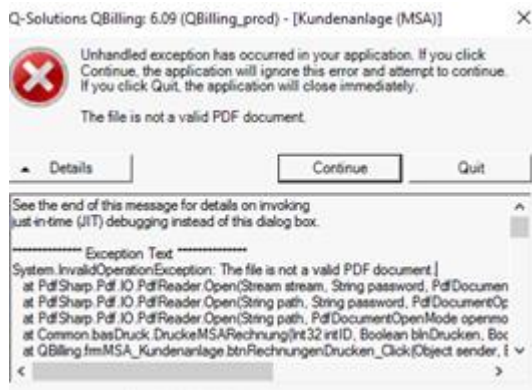 Q-Solutions QBilling: 6.09 (QBilling_prod) - [Kundenanlage (MSA)]
Unhandled exception has occurred in your application. If you click
Continue, the application will ignore this error and attempt to continue.
If you click Quit, the application will close immediately.
The file is not a valid PDF document.
Details Continue Quit
See the end of this message for details on invoking
just-in-time (JIT) debugging instead of this dialog box.
************** Exception Text **************
System.InvalidOperationException: The file is not a valid PDF document.
at PdfSharp.Pdf.IO.PdfReader.Open(Stream stream, String password, PdfDocumen
at PdfSharp.Pdf.IO.PdfReader.Open(String path, String password, PdfDocumentOp
at PdfSharp.Pdf.IO.PdfReader.Open(String path, PdfDocumentOpenMode openmo
at Common.basDruck.DruckeMSARechnung(Int32 intID, Boolean blnDrucken, Boo
at QBilling.frmMSA_Kundenanlage.btnRechnungenDrucken_Click(Object sender, E